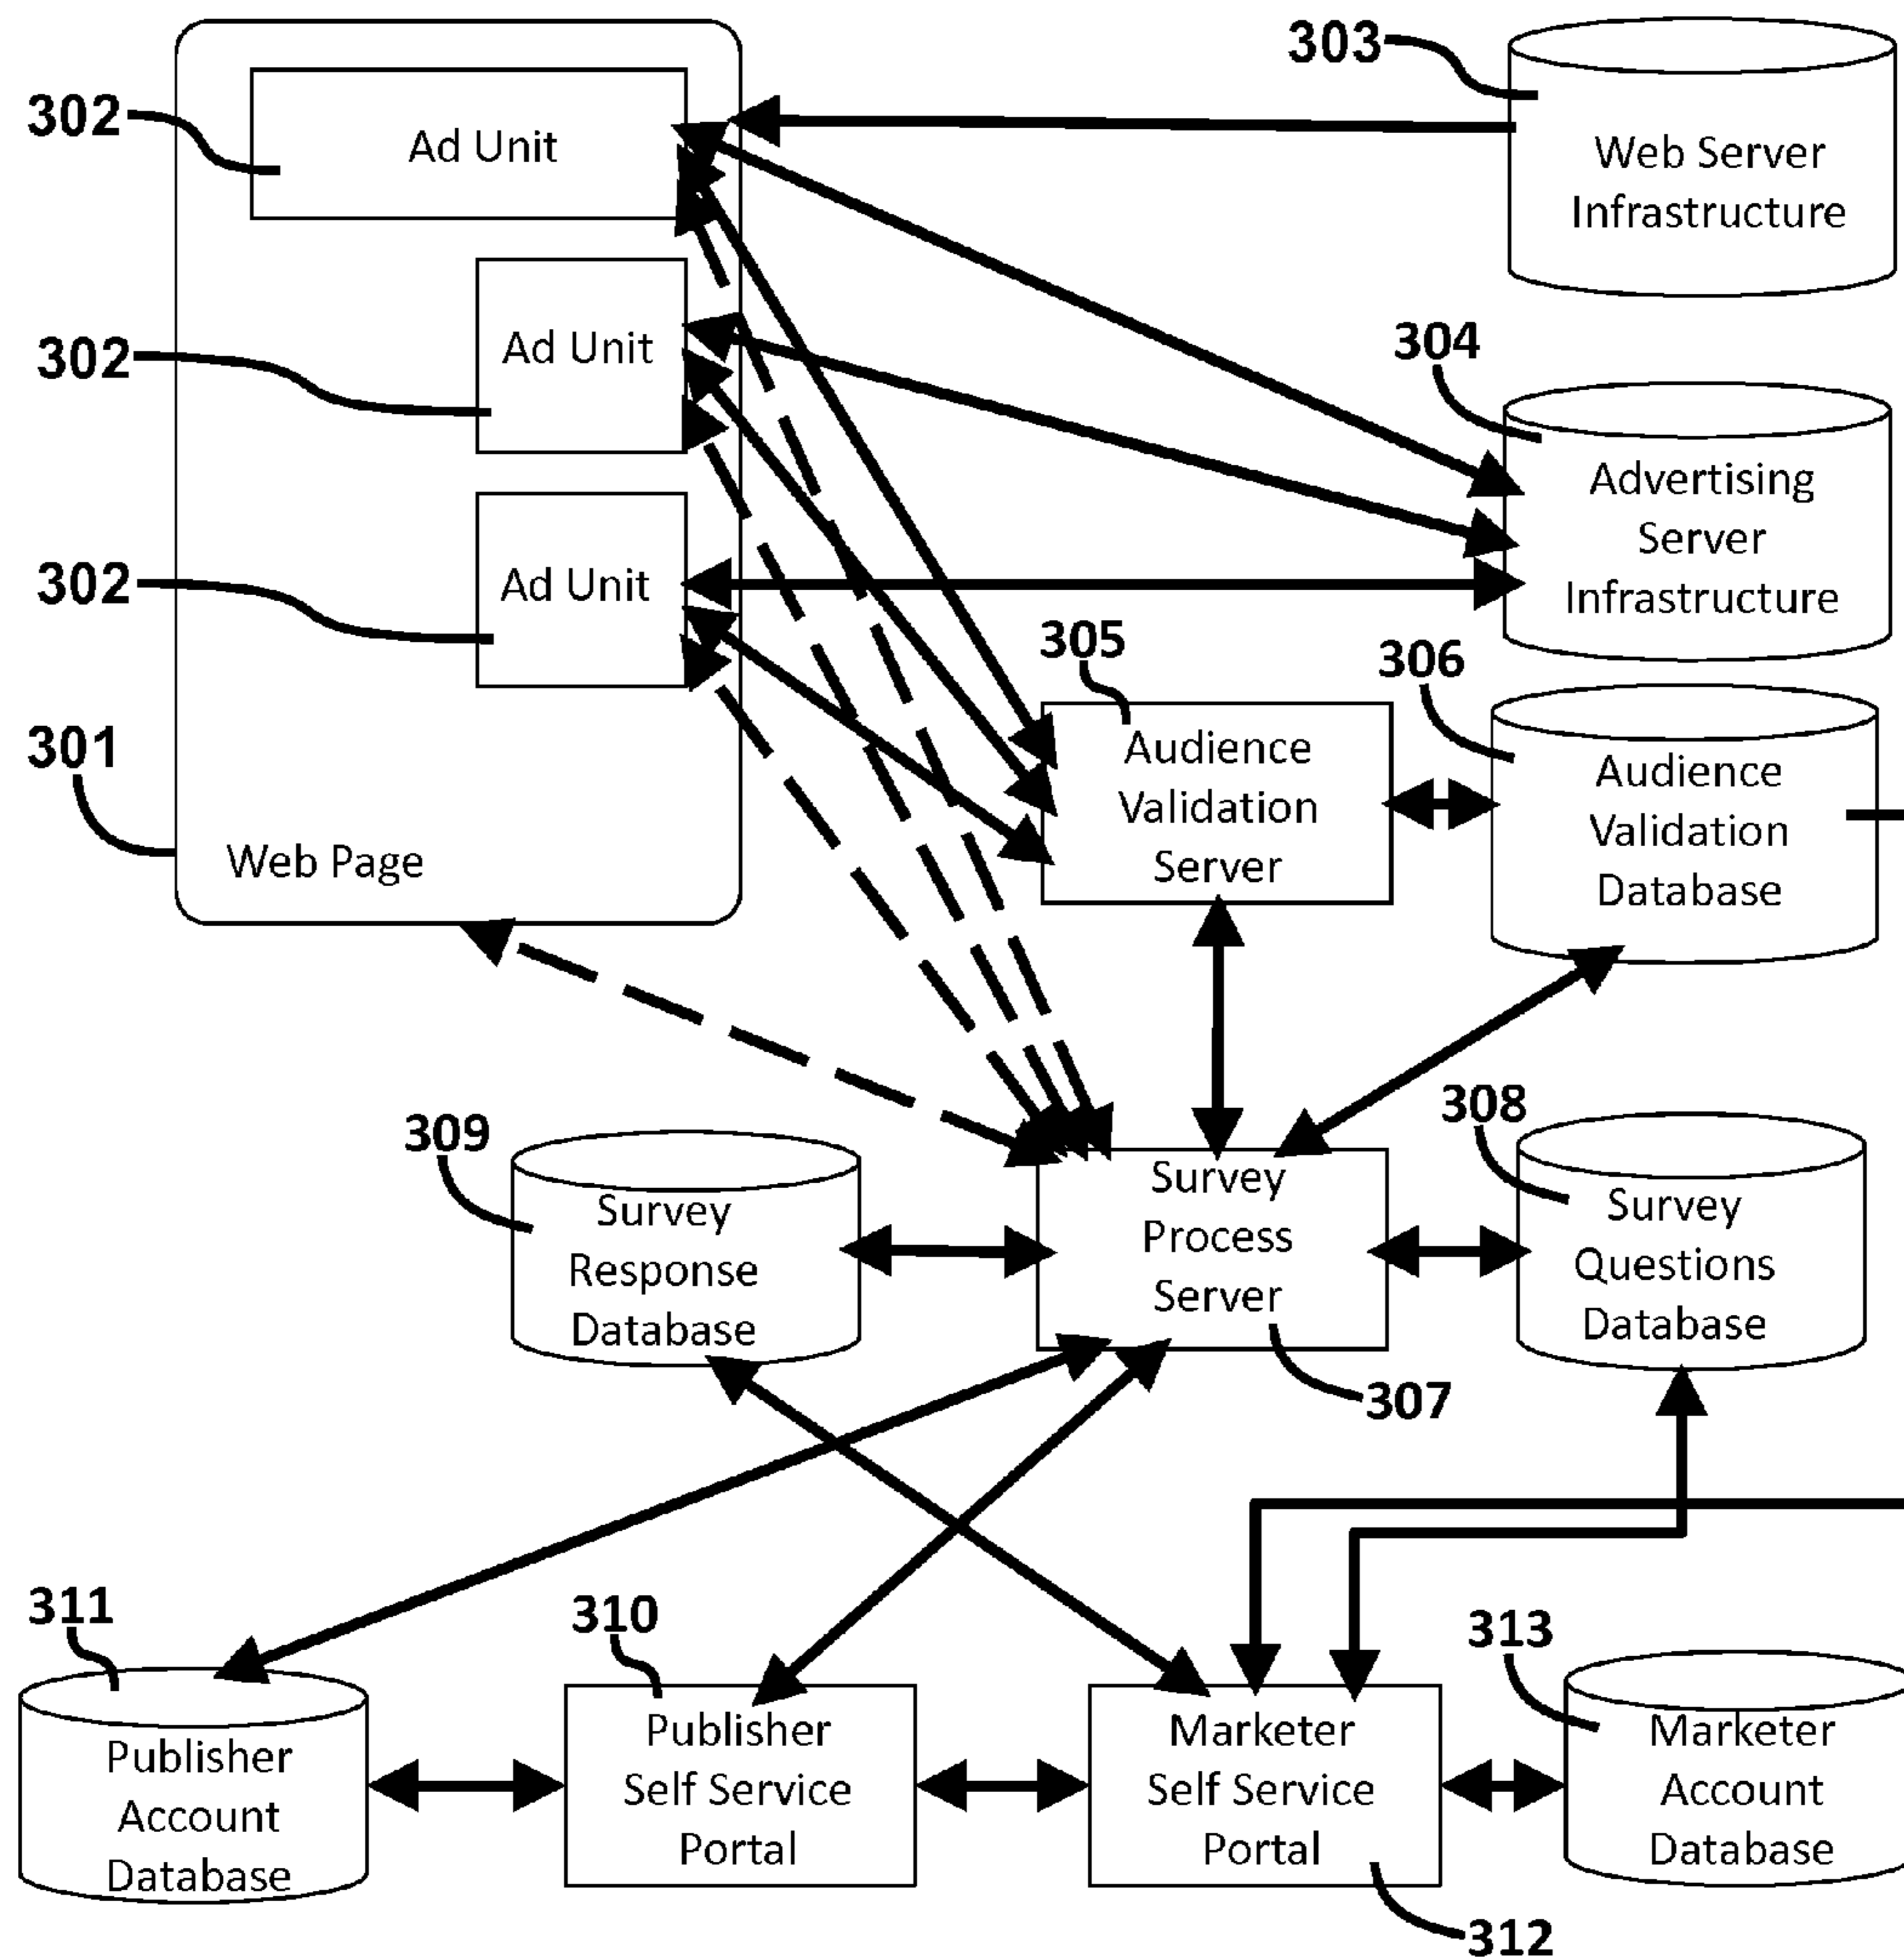 303
302
Ad Unit
Web Server
Infrastructure
302
Ad Unit
304
Advertising
Server
Infrastructure
302
Ad Unit
305
306
301
Web Page
Audience
Validation
Server
Audience
Validation
Database
309
308
Survey
Response
Database
Survey
Process
Server
Survey
Questions
Database
307
311
310
313
Publisher
Account
Database
Publisher
Self Service
Portal
Marketer
Self Service
Portal
Marketer
Account
Database
312